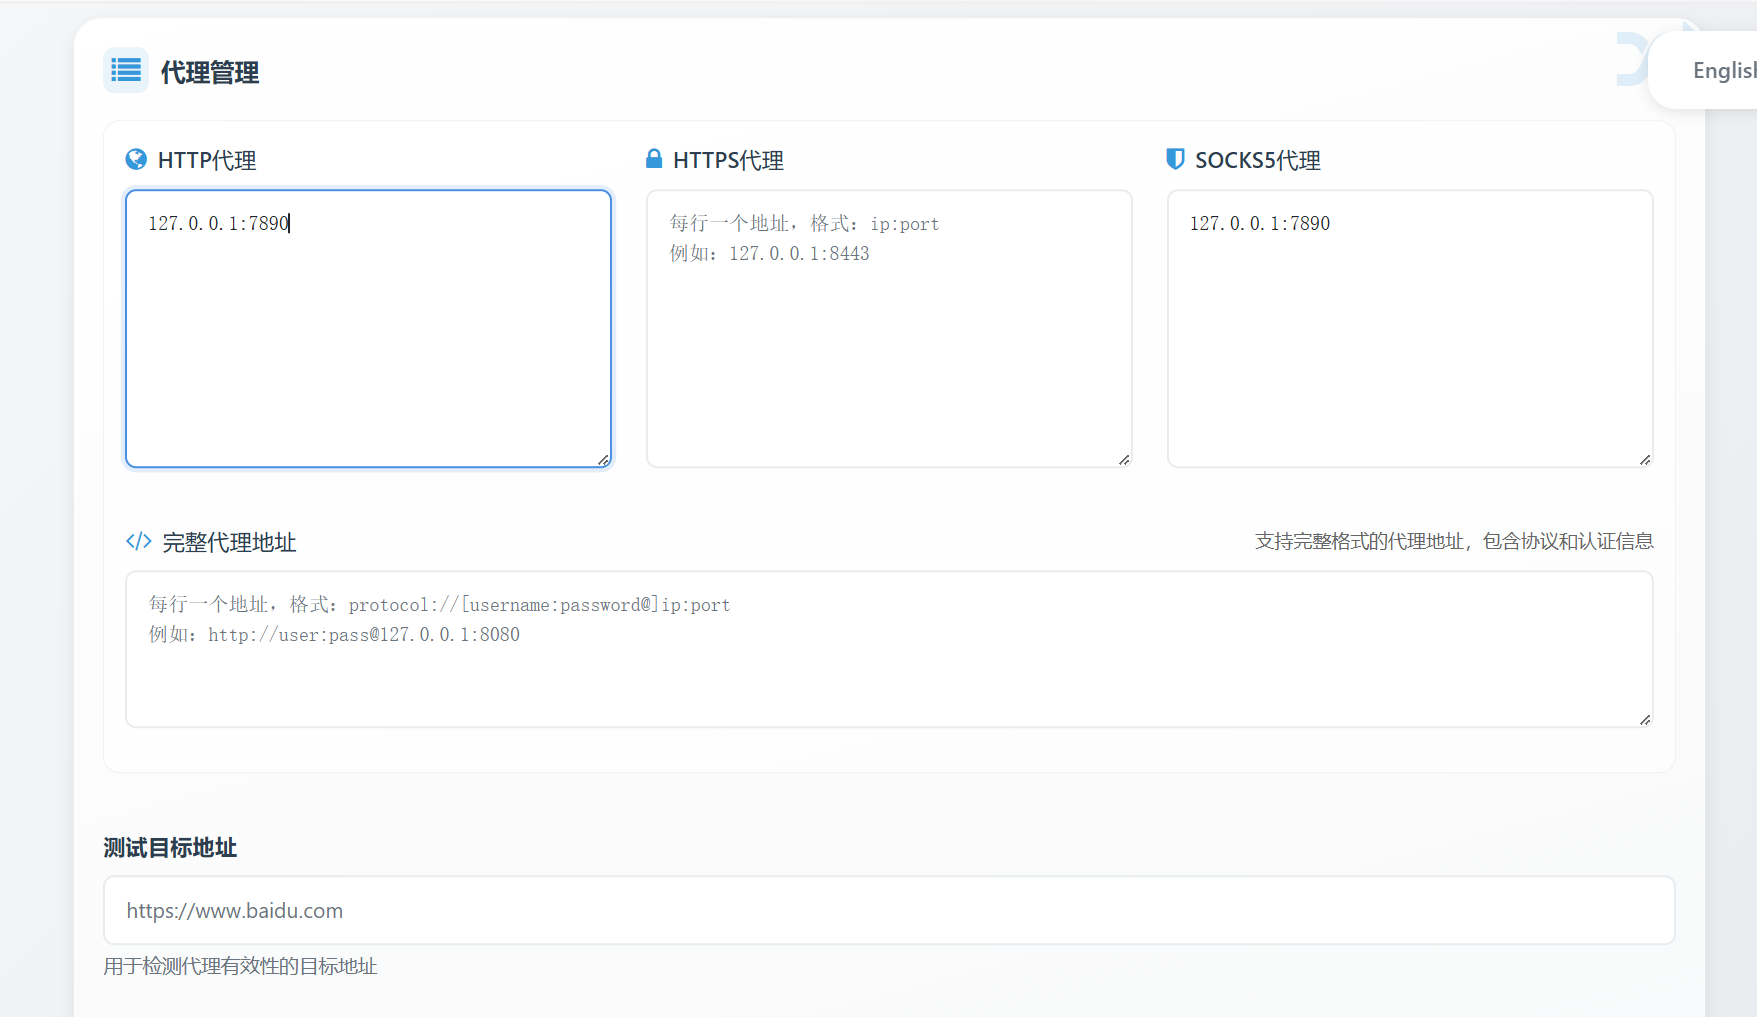 代理管理
English
HTTP代理
HTTPS代理
SOCKS5代理
127.0.0.1:7890
每行一个地址，格式：ip:port
例如：127.0.0.1:8443
127.0.0.1:7890
完整代理地址
支持完整格式的代理地址，包含协议和认证信息
每行一个地址，格式：protocol://[username:password@]ip:port
例如：http://user:pass@127.0.0.1:8080
测试目标地址
https://www.baidu.com
用于检测代理有效性的目标地址